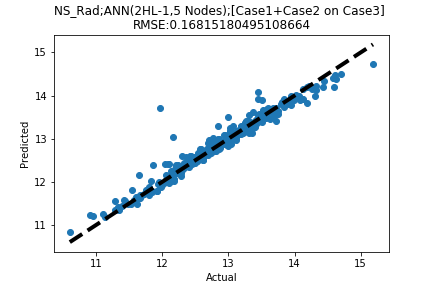 NS_Rad;ANN(2HL-1,5 Nodes);[Case1+Case2 on Case3]
RMSE:0.16815180495108664
15
14
13
12
11
Predicted
11
12
13
14
15
Actual